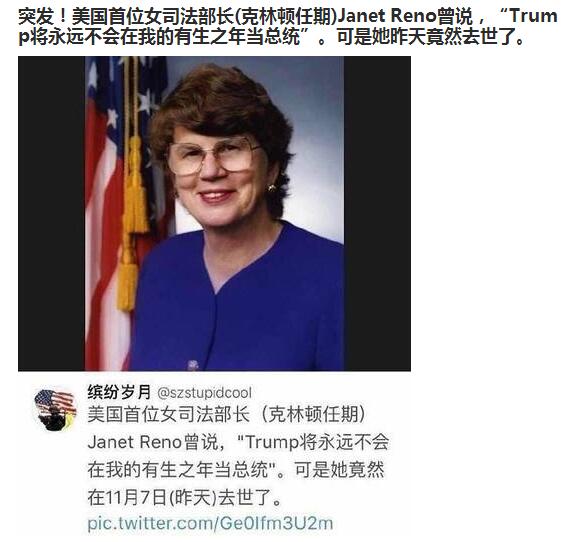 突发！美国首位女司法部长(克林顿任期)Janet Reno曾说，“Trum
p将永远不会在我的有生之年当总统”。可是她昨天竟然去世了。
缤纷岁月 @szstupidcool
美国首位女司法部长（克林顿任期）
Janet Reno曾说，"Trump将永远不会
在我的有生之年当总统"。可是她竟然
在11月7日(昨天)去世了。
pic.twitter.com/Ge0lfm3U2m